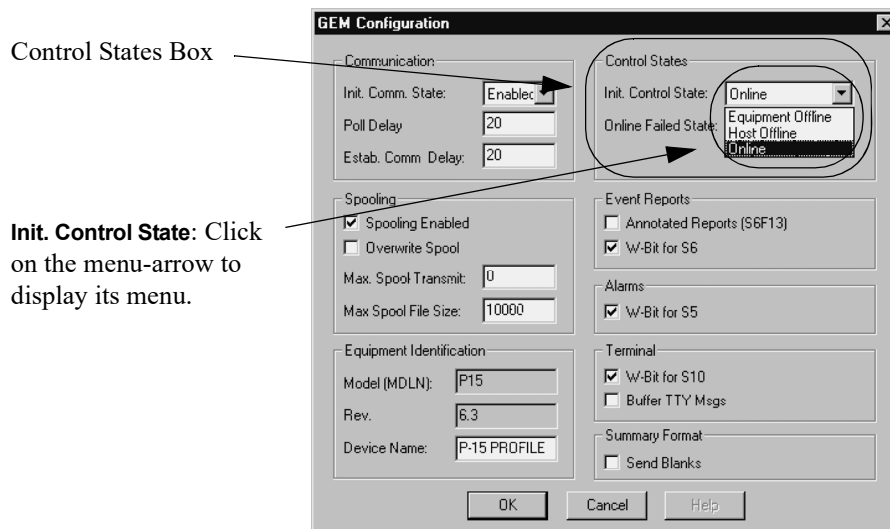 GEM Configuration
Control States Box
Communication
Init. Comm. State:
Enabled
Poll Delay
20
Estab. Comm Delay:
20
Control States
Init. Control State:
Online
Equipment Offline
Host Offline
Online
Online Failed State:
Init. Control State: Click
on the menu-arrow to
display its menu.
Spooling
Spooling Enabled
Overwrite Spool
Max. Spool Transmit:
0
Max Spool File Size:
10000
Event Reports
Annotated Reports (S6F13)
W-Bit for S6
Alarms
W-Bit for S5
Equipment Identification
Model (MDLN):
P15
Rev.
6.3
Device Name:
P-15 PROFILE
Terminal
W-Bit for S10
Buffer TTY Msgs
Summary Format
Send Blanks
OK
Cancel
Help